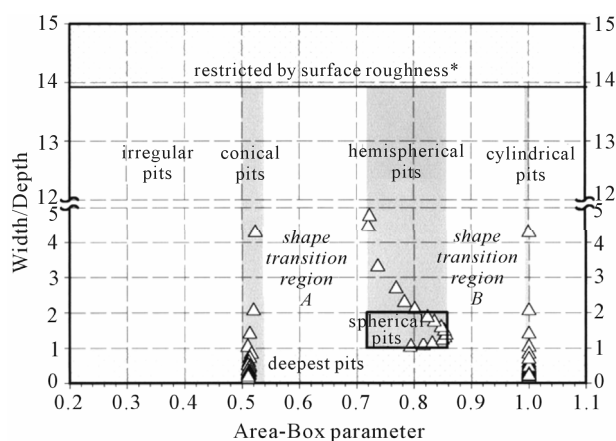 15
15
restricted by surface roughness*
14
14
13
13
irregular
pits
conical
pits
hemispherical
pits
cylindrical
pits
12
12
5
5
shape
transition
region
A
shape
transition
region
B
4
4
3
3
2
2
spherical
pits
1
1
deepest pits
0
0
Width/Depth
0.2 0.3 0.4 0.5 0.6 0.7 0.8 0.9 1.0 1.1
Area-Box parameter